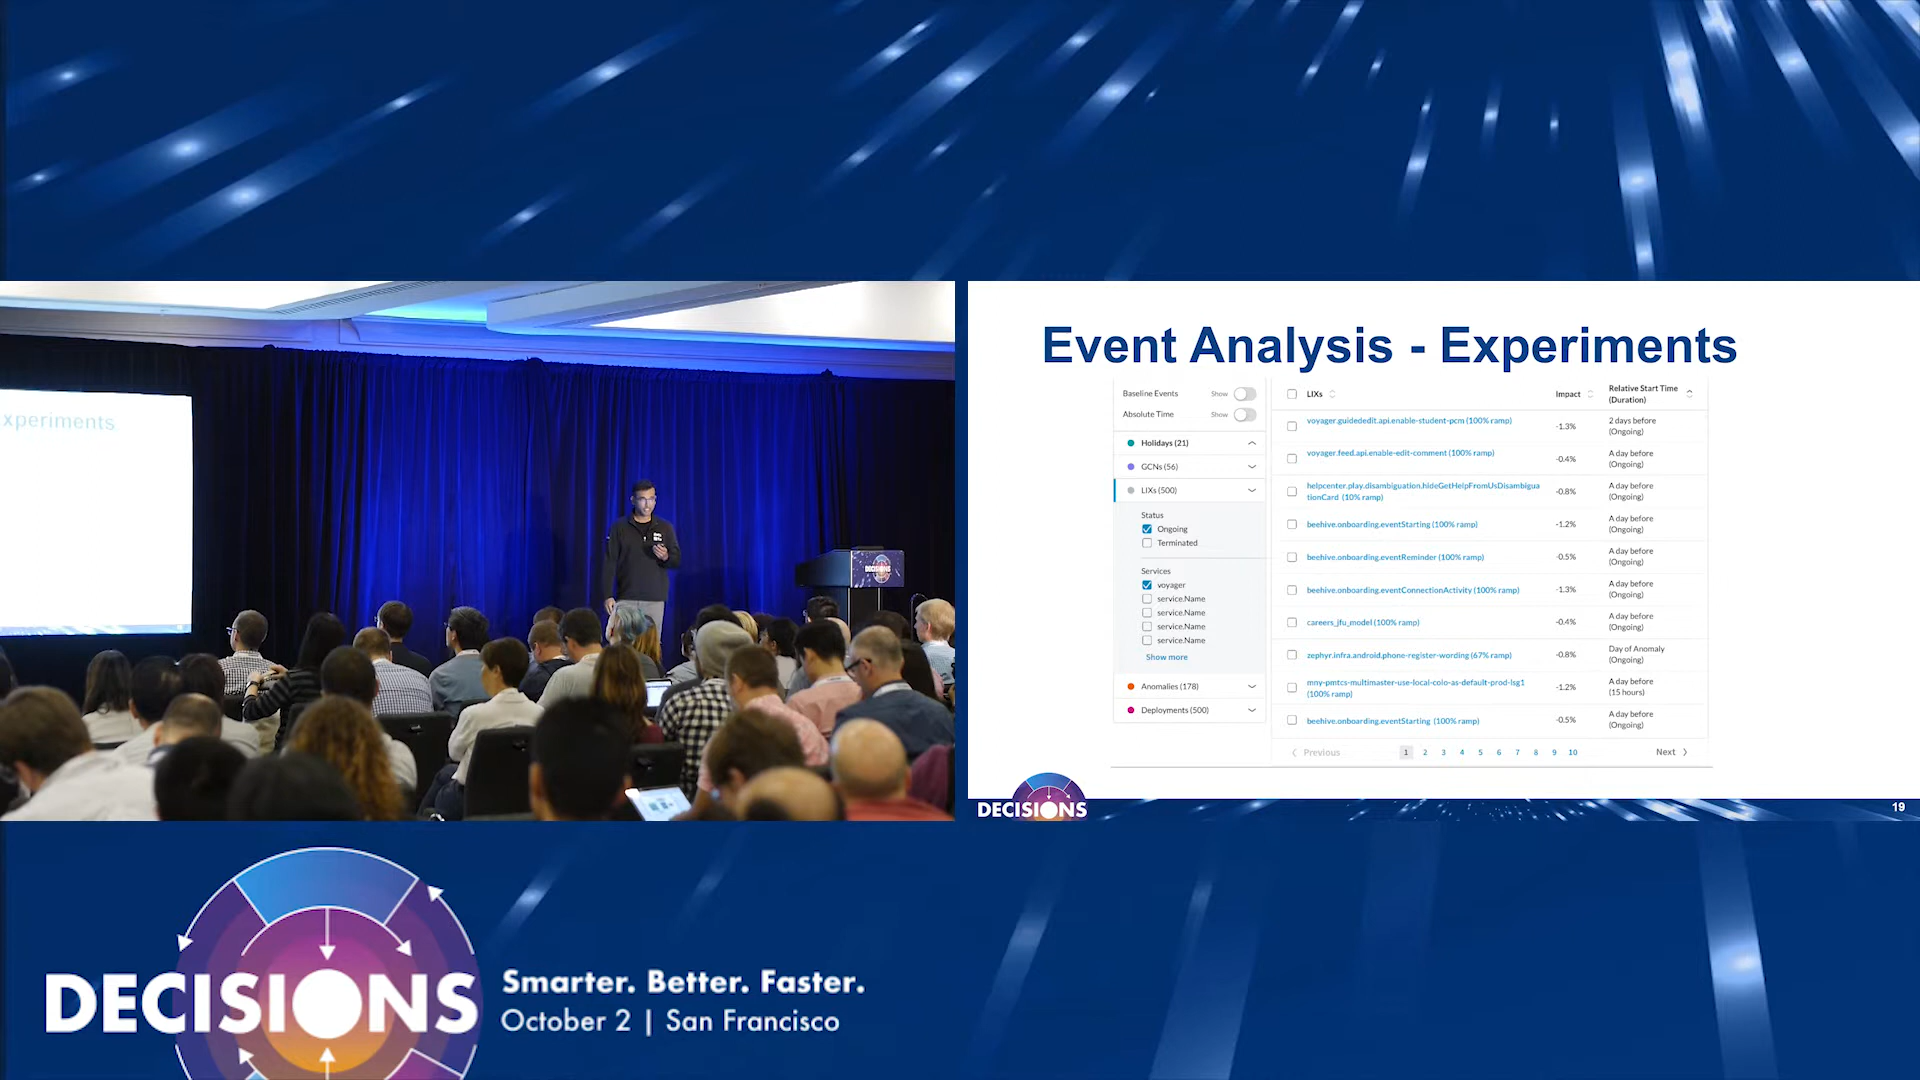 xperiments
DECISIONS
Event Analysis - Experiments
Baseline Events Show
Absolute Time Show
Holidays (21)
GCNs (56)
LIXs (500)
Status
Ongoing
Terminated
Services
voyager
service.Name
service.Name
service.Name
service.Name
Show more
Anomalies (178)
Deployments (500)
LIXs Impact Relative Start Time
(Duration)
voyager.guidededit.api.enable-student-pcm (100% ramp) -1.3% 2 days before
(Ongoing)
voyager.feed.api.enable-edit-comment (100% ramp) -0.4% A day before
(Ongoing)
helpcenter.play.disambiguation.hideGetHelpFromUsDisambigua
tionCard (10% ramp) -0.8% A day before
(Ongoing)
beehive.onboarding.eventStarting (100% ramp) -1.2% A day before
(Ongoing)
beehive.onboarding.eventReminder (100% ramp) -0.5% A day before
(Ongoing)
beehive.onboarding.eventConnectionActivity (100% ramp) -1.3% A day before
(Ongoing)
careers_jfu_model (100% ramp) -0.4% A day before
(Ongoing)
zephyr.infra.android.phone-register-wording (67% ramp) -0.8% Day of Anomaly
(Ongoing)
mny-pmtcs-multimaster-use-local-colo-as-default-prod-lsg1
(100% ramp) -1.2% A day before
(15 hours)
beehive.onboarding.eventStarting (100% ramp) -0.5% A day before
(Ongoing)
Previous 1 2 3 4 5 6 7 8 9 10 Next
DECISIONS
19
DECISIONS
Smarter. Better. Faster.
October 2 | San Francisco